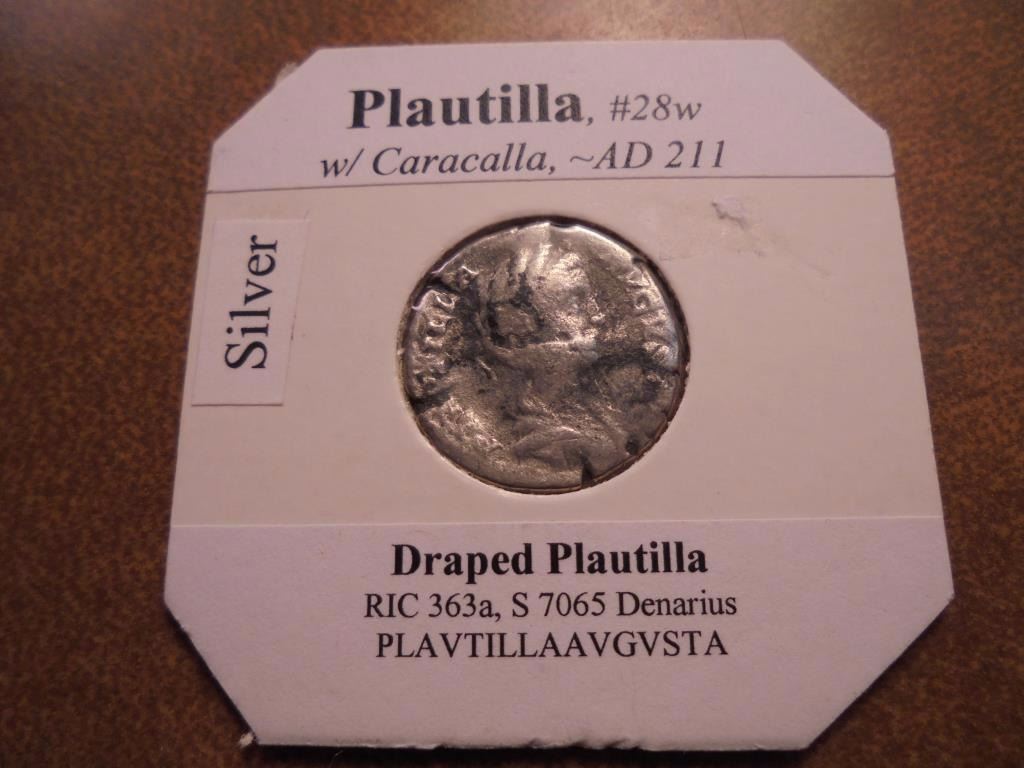 Plautilla, #28w
w/ Caracalla, ~AD 211
Silver
Draped Plautilla
RIC 363a, S 7065 Denarius
PLAVTILLAAVGVSTA